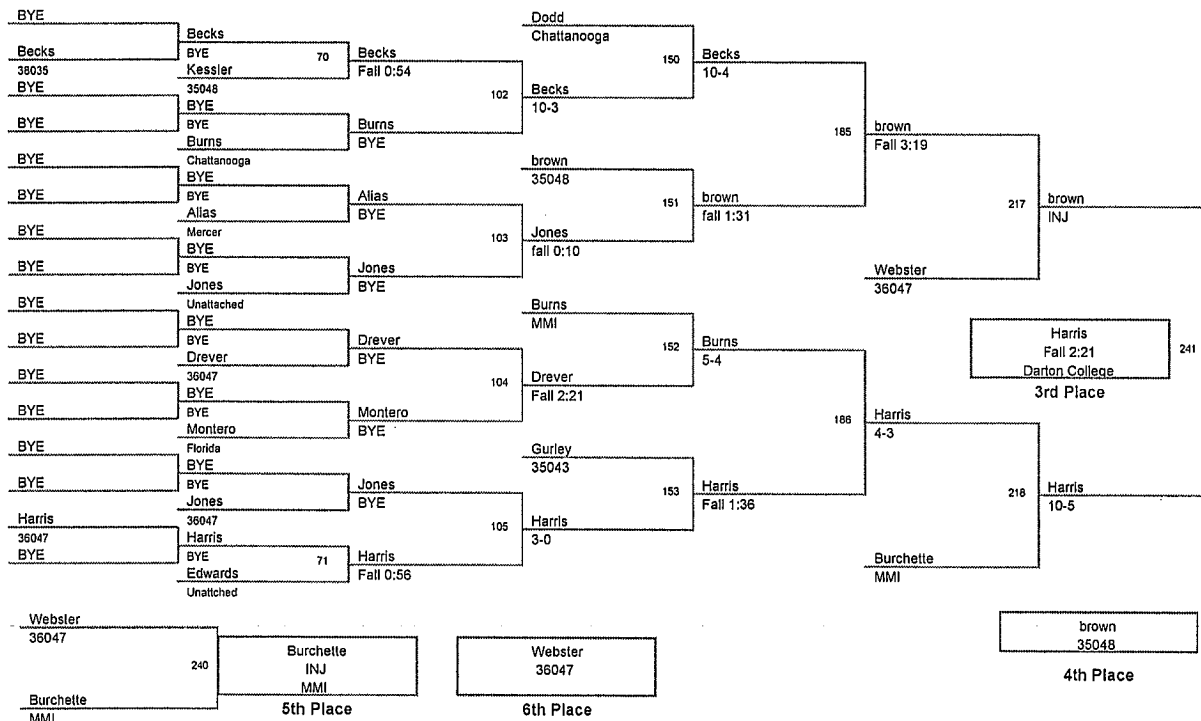 BYE
Becks
38035
BYE
BYE
BYE
BYE
BYE
BYE
BYE
BYE
BYE
BYE
BYE
BYE
Harris
36047
BYE
Becks
BYE
70
Kessler
35048
BYE
BYE
Burns
Chattanooga
BYE
BYE
Alias
Mercer
BYE
BYE
Jones
Unattached
BYE
BYE
Drever
36047
BYE
BYE
Montero
Florida
BYE
BYE
Jones
36047
Harris
BYE
71
Edwards
Unattched
Becks
Fall 0:54
102
Burns
BYE
Alias
BYE
103
Jones
BYE
Drever
BYE
104
Montero
BYE
Jones
BYE
105
Harris
Fall 0:56
Dodd
Chattanooga
150
Becks
10-3
brown
35048
151
Jones
fall 0:10
Burns
MMI
152
Drever
Fall 2:21
Gurley
35043
153
Harris
3-0
Becks
10-4
185
brown
fall 1:31
Burns
5-4
186
Harris
Fall 1:36
brown
Fall 3:19
217
Webster
36047
Harris
4-3
218
Burchette
MMI
brown
INJ
Harris
Fall 2:21
Darton College
241
3rd Place
Harris
10-5
brown
35048
4th Place
Webster
36047
240
Burchette
MMI
Burchette
INJ
MMI
5th Place
Webster
36047
6th Place